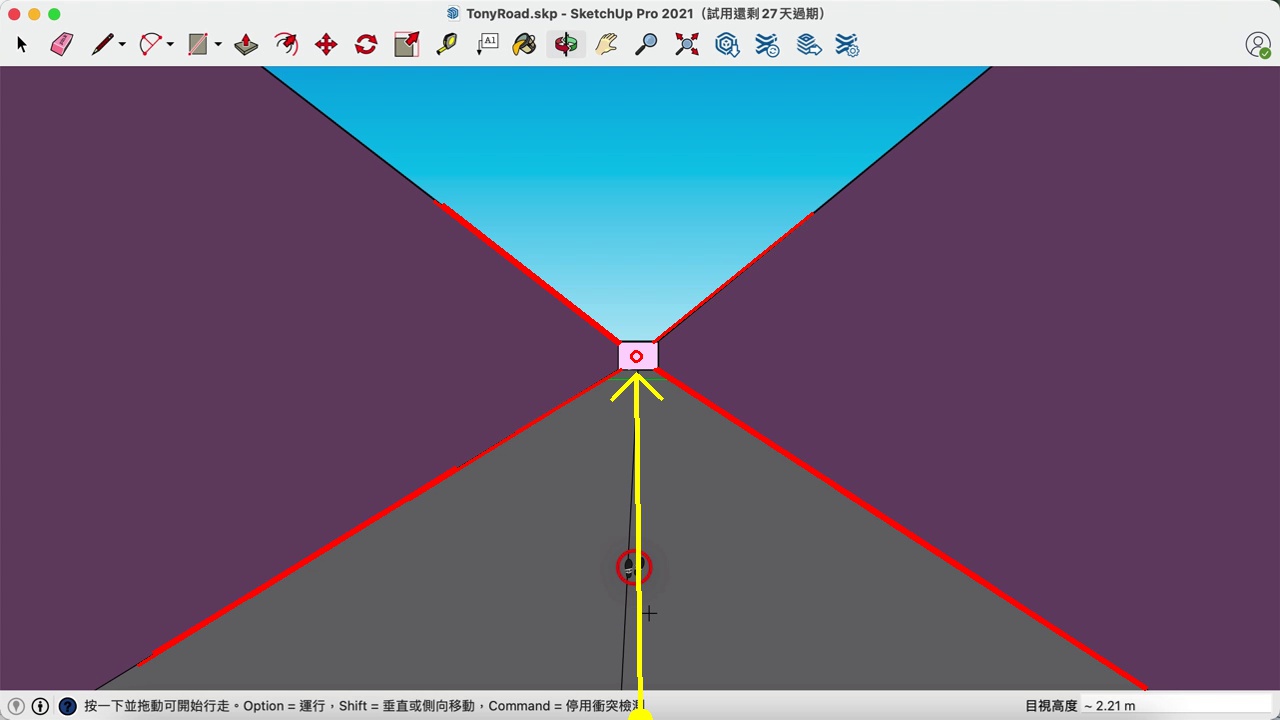 TonyRoad.skp - SketchUp Pro 2021（試用還剩 27 天過期）
A1
按一下並拖動可開始行走。Option = 運行，Shift = 垂直或側向移動，Command = 停用衝突檢測
目視高度 ~ 2.21 m